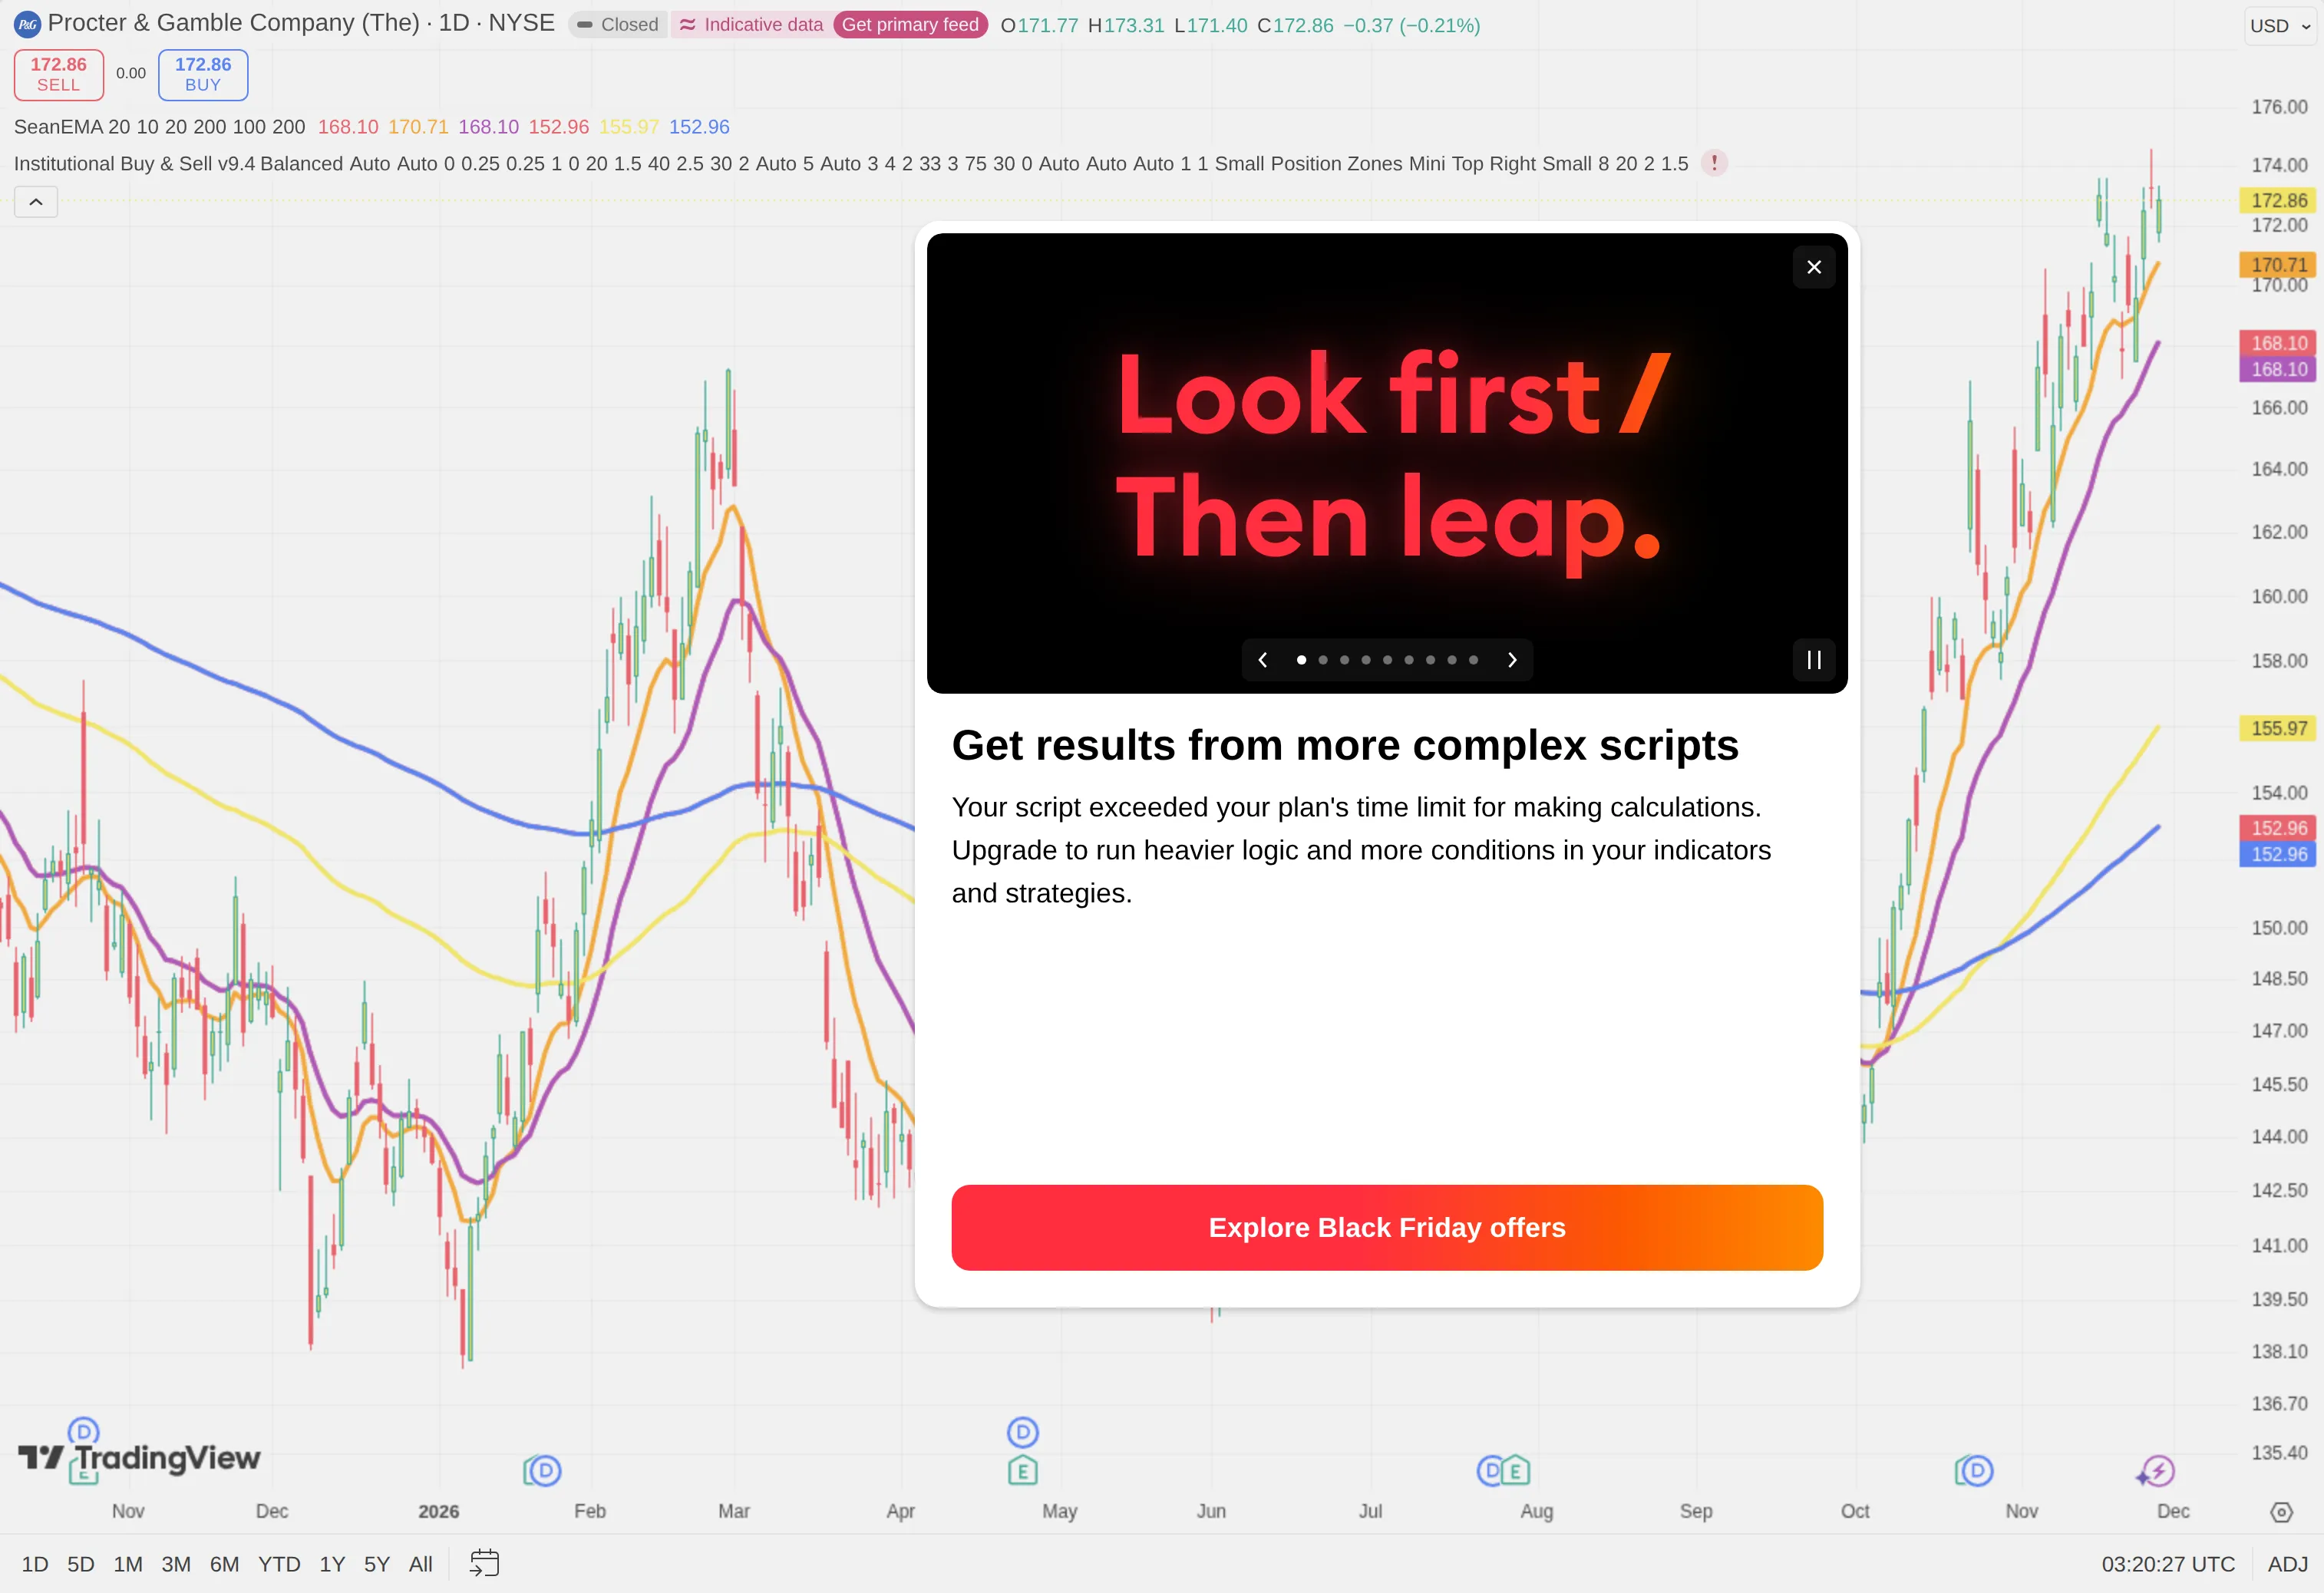 P&G Procter & Gamble Company (The) · 1D · NYSE Closed Indicative data Get primary feed O171.77 H173.31 L171.40 C172.86 −0.37 (−0.21%) USD
172.86 0.00 172.86
SELL BUY
SeanEMA 20 10 20 200 100 200 168.10 170.71 168.10 152.96 155.97 152.96
Institutional Buy & Sell v9.4 Balanced Auto Auto 0 0.25 0.25 1 0 20 1.5 40 2.5 30 2 Auto 5 Auto 3 4 2 33 3 75 30 0 Auto Auto Auto 1 1 Small Position Zones Mini Top Right Small 8 20 2 1.5 !
Look first /
Then leap.
Get results from more complex scripts
Your script exceeded your plan's time limit for making calculations.
Upgrade to run heavier logic and more conditions in your indicators
and strategies.
Explore Black Friday offers
176.00
174.00
172.86
172.00
170.71
170.00
168.10
168.10
166.00
164.00
162.00
160.00
158.00
155.97
154.00
152.96
152.96
150.00
148.50
147.00
145.50
144.00
142.50
141.00
139.50
138.10
136.70
135.40
D D
E D E D E D
TradingView
Nov Dec 2026 Feb Mar Apr May Jun Jul Aug Sep Oct Nov Dec
1D 5D 1M 3M 6M YTD 1Y 5Y All 03:20:27 UTC ADJ